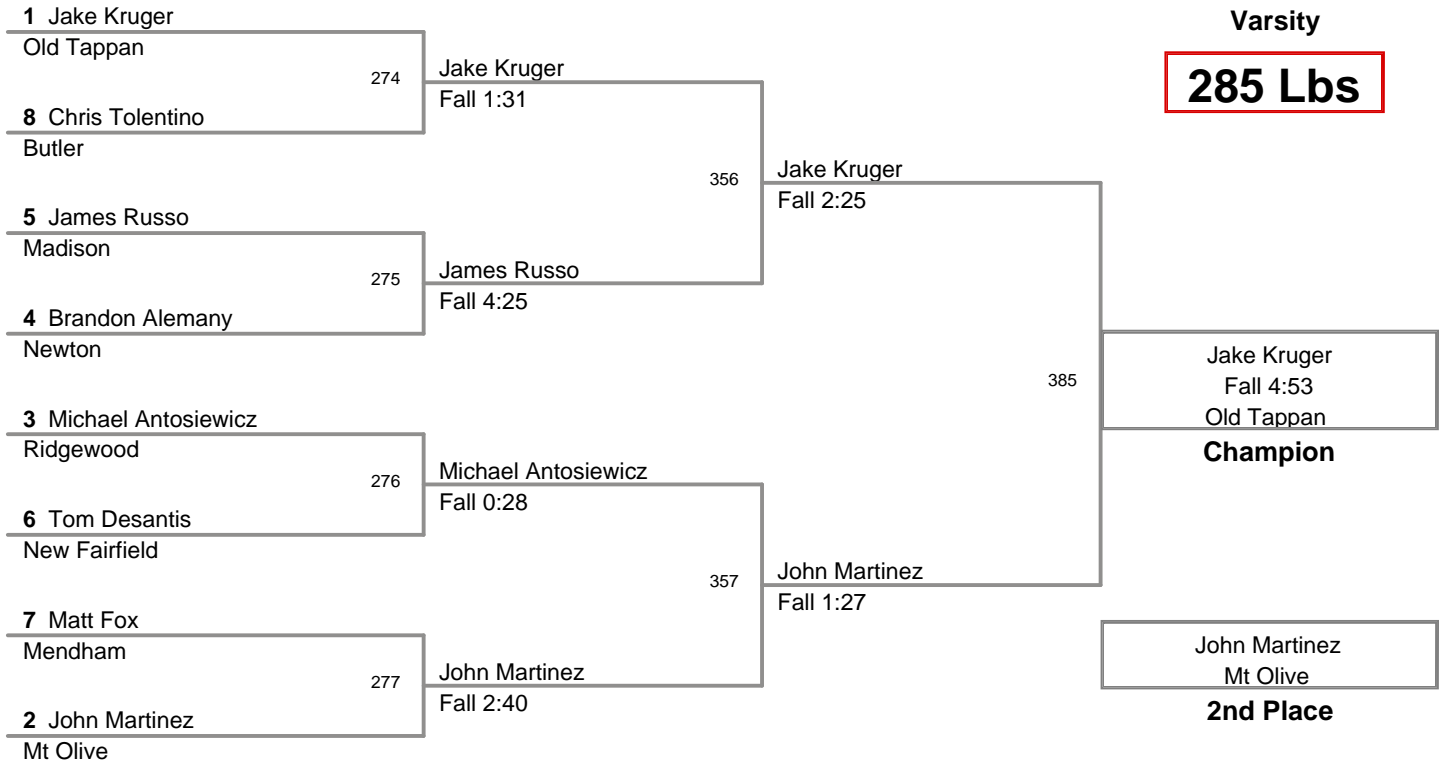 1 Jake Kruger
Old Tappan
8 Chris Tolentino
Butler
5 James Russo
Madison
4 Brandon Alemany
Newton
3 Michael Antosiewicz
Ridgewood
6 Tom Desantis
New Fairfield
7 Matt Fox
Mendham
2 John Martinez
Mt Olive
274
275
276
277
Jake Kruger
Fall 1:31
James Russo
Fall 4:25
Michael Antosiewicz
Fall 0:28
John Martinez
Fall 2:40
356
357
Jake Kruger
Fall 2:25
John Martinez
Fall 1:27
385
Varsity
285 Lbs
Jake Kruger
Fall 4:53
Old Tappan
Champion
John Martinez
Mt Olive
2nd Place